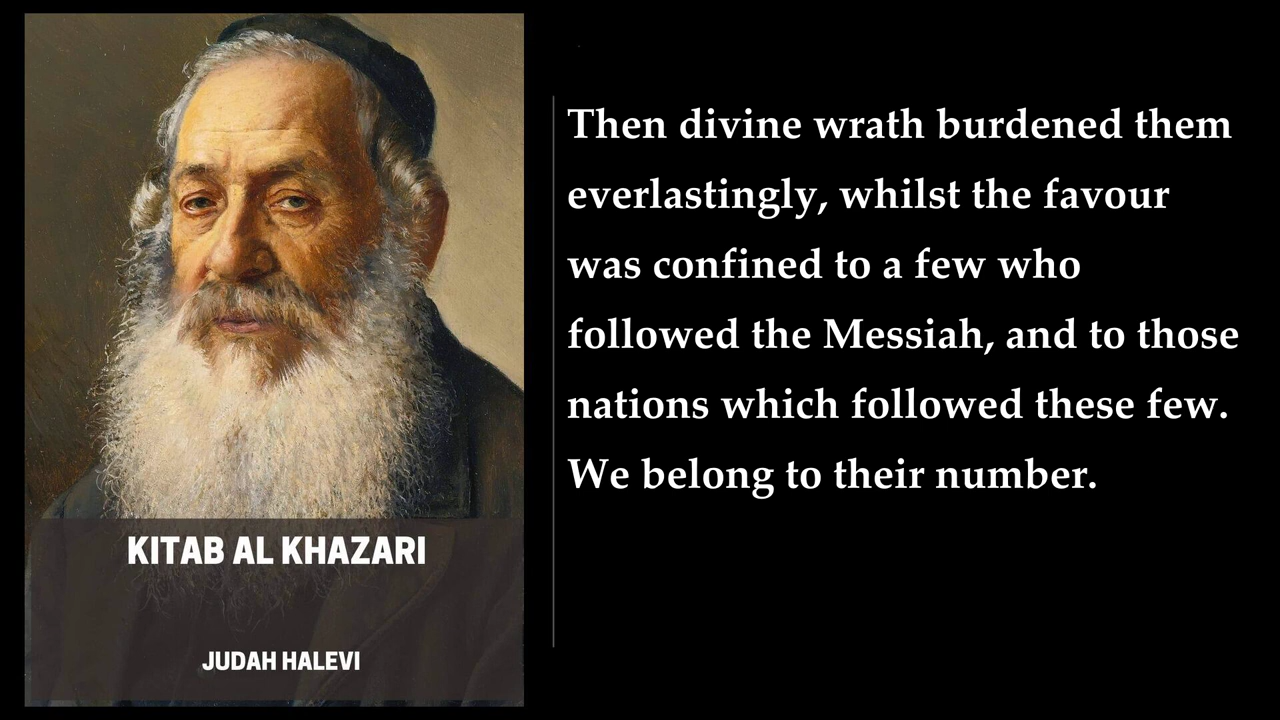 KITAB AL KHAZARI
JUDAH HALEVI
Then divine wrath burdened them
everlastingly, whilst the favour
was confined to a few who
followed the Messiah, and to those
nations which followed these few.
We belong to their number.